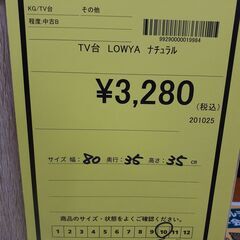 KG/TV台 その他
程度:中古B
99290000019984
TV台 LOWYA ナチュラル
¥3,280
(税込)
201025
サイズ 幅: 80 奥行: 35 高さ: 35 cm
商品のサイズ・状態をよくご確認ください。
1 2 3 4 5 6 7 8 9 10 11 12